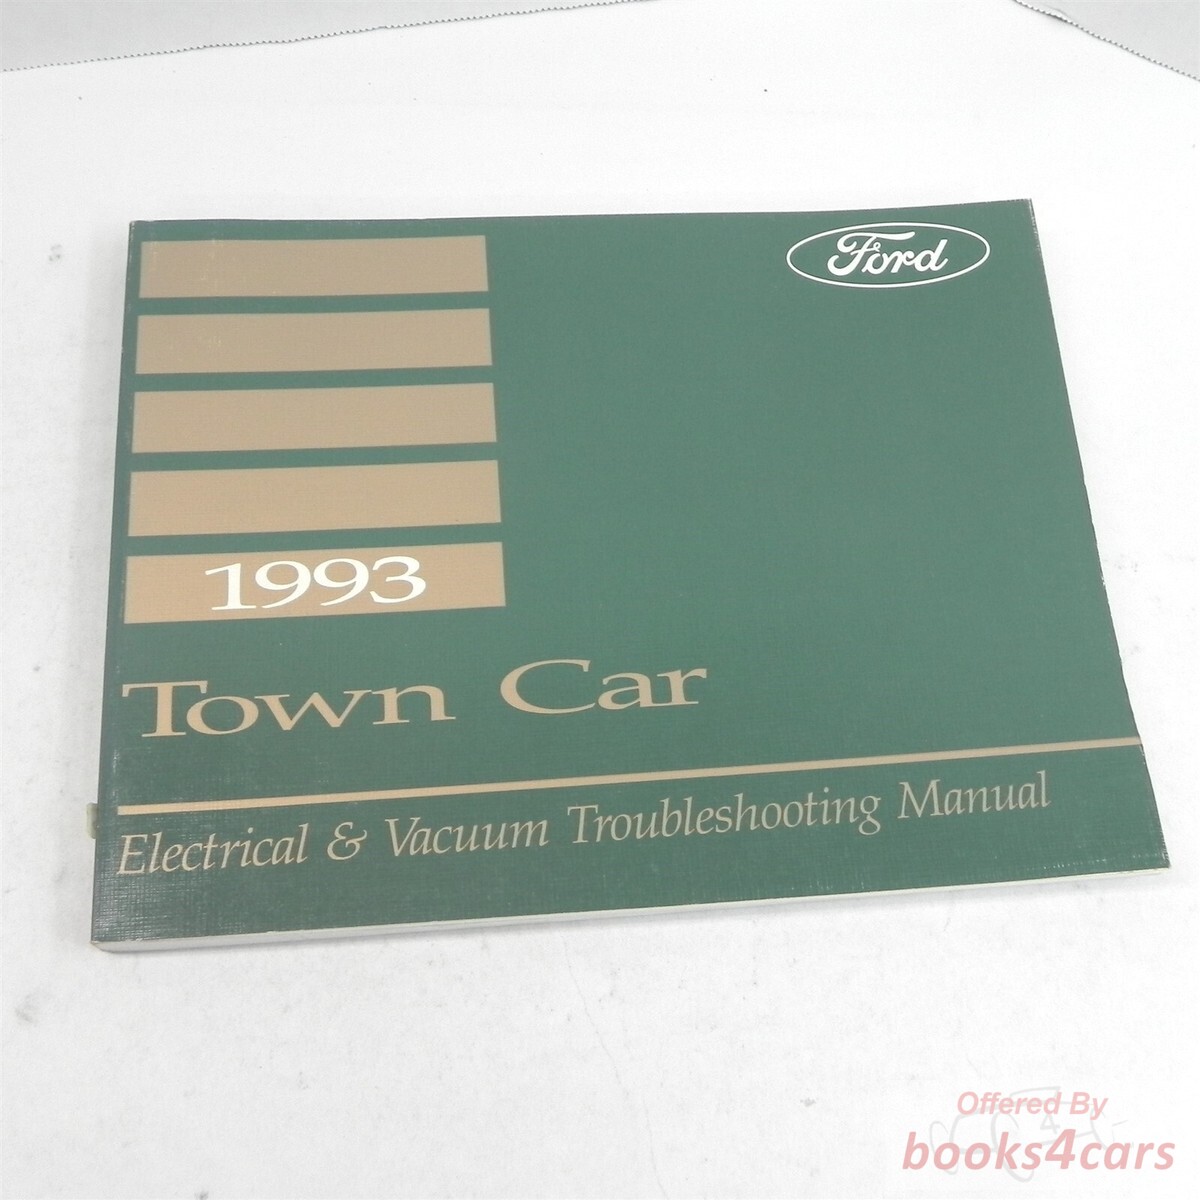 Ford
1993
Town Car
Electrical & Vacuum Troubleshooting Manual
Offered By
books4cars